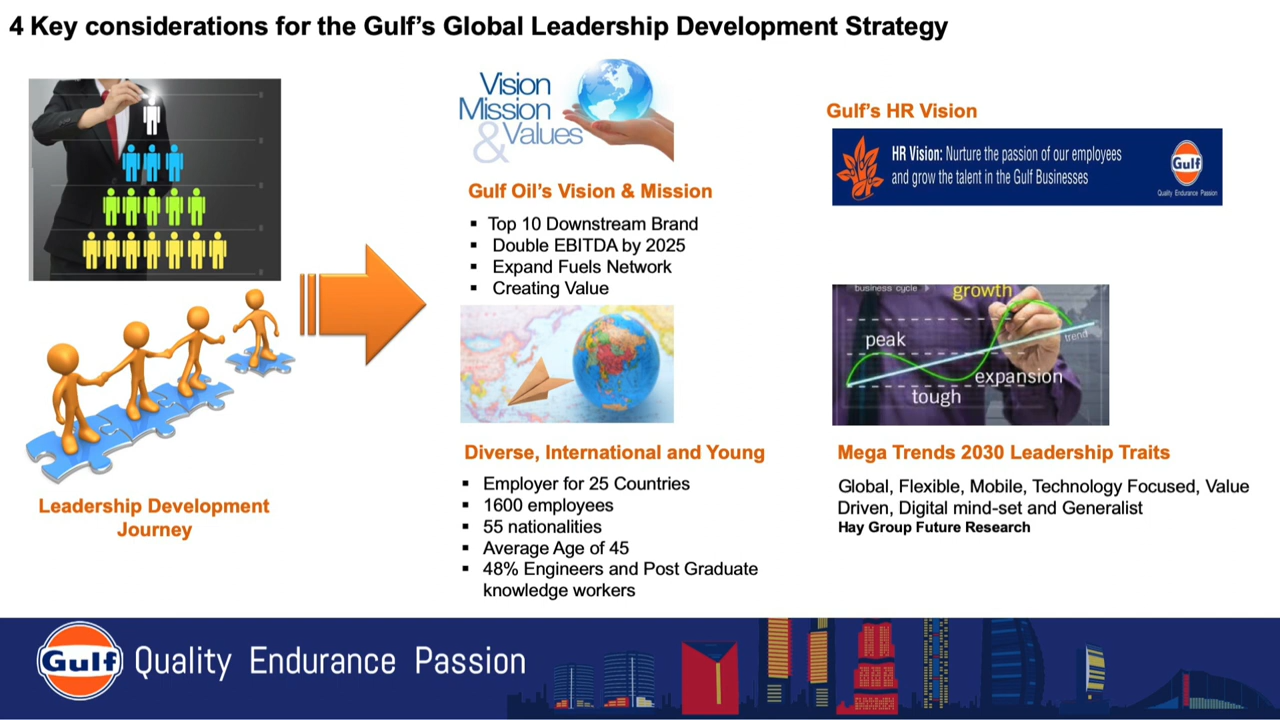 4 Key considerations for the Gulf's Global Leadership Development Strategy
Leadership Development
Journey
Vision
Mission
& Values
Gulf Oil's Vision & Mission
▪ Top 10 Downstream Brand
▪ Double EBITDA by 2025
▪ Expand Fuels Network
▪ Creating Value
Diverse, International and Young
▪ Employer for 25 Countries
▪ 1600 employees
▪ 55 nationalities
▪ Average Age of 45
▪ 48% Engineers and Post Graduate
knowledge workers
Gulf's HR Vision
HR Vision: Nurture the passion of our employees
and grow the talent in the Gulf Businesses
Gulf
Quality Endurance Passion
business cycle
growth
peak
trend
expansion
tough
Mega Trends 2030 Leadership Traits
Global, Flexible, Mobile, Technology Focused, Value
Driven, Digital mind-set and Generalist
Hay Group Future Research
Gulf
Quality Endurance Passion